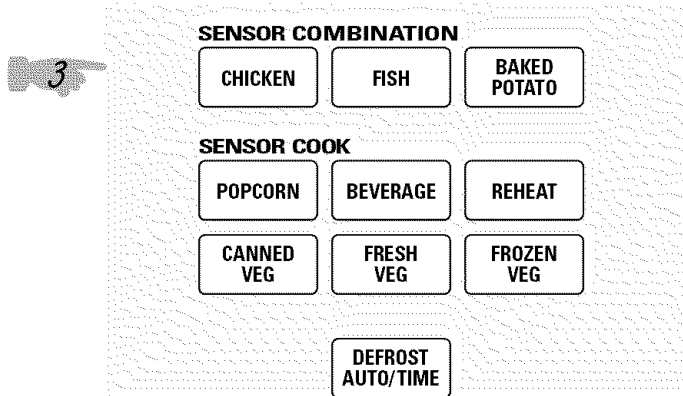 SENSOR COMBINATION
3
CHICKEN
FISH
BAKED
POTATO
SENSOR COOK
POPCORN
BEVERAGE
REHEAT
CANNED
VEG
FRESH
VEG
FROZEN
VEG
DEFROST
AUTO/TIME